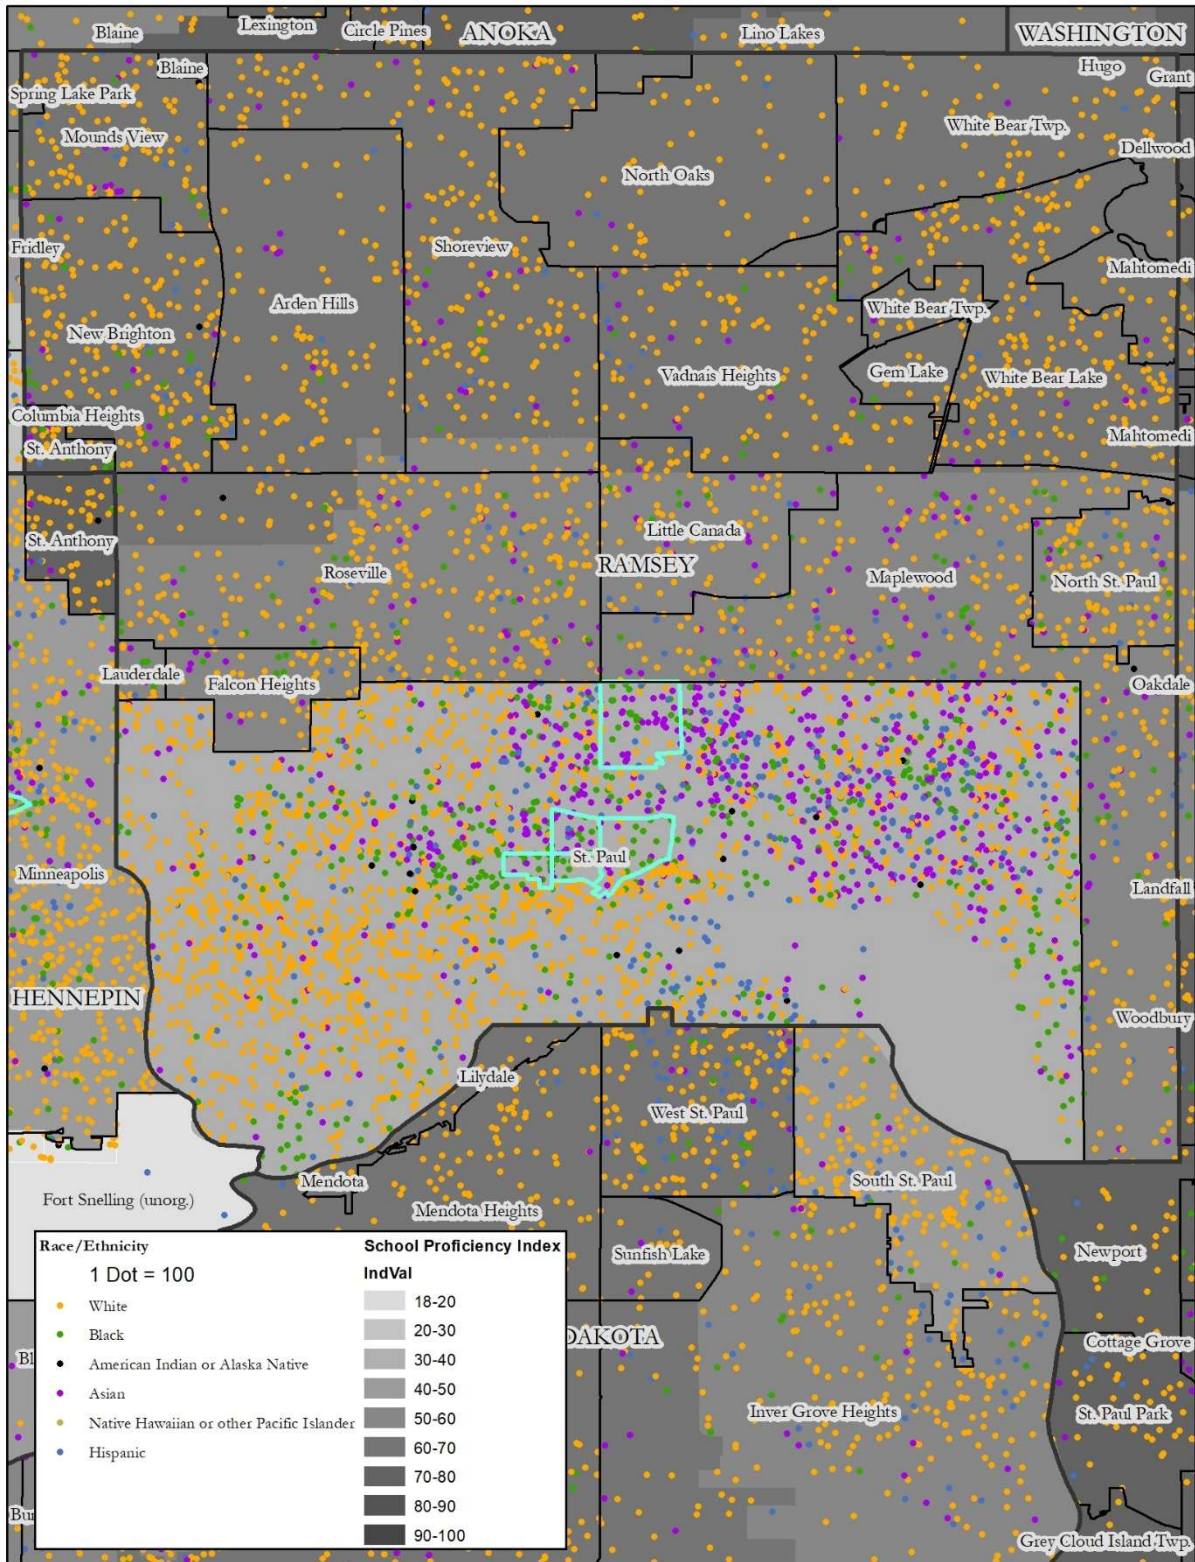 Blaine
Lexington
Circle Pines
ANOKA
Lino Lakes
WASHINGTON
Blaine
Hugo
Grant
Spring Lake Park
Mounds View
White Bear Twp.
Dellwood
North Oaks
Fridley
Shoreview
Mahtomedi
Arden Hills
White Bear Twp.
New Brighton
Vadnais Heights
Gem Lake
White Bear Lake
Columbia Heights
Mahtomedi
St. Anthony
St. Anthony
Little Canada
RAMSEY
Roseville
Maplewood
North St. Paul
Lauderdale
Falcon Heights
Oakdale
St. Paul
Minneapolis
Landfall
HENNEPIN
Woodbury
Lilydale
West St. Paul
Mendota
South St. Paul
Fort Snelling (unorg.)
Mendota Heights
Sunfish Lake
Newport
DAKOTA
Cottage Grove
Bl
Inver Grove Heights
St. Paul Park
Bu
Grey Cloud Island Twp.
Race/Ethnicity
1 Dot = 100
White
Black
American Indian or Alaska Native
Asian
Native Hawaiian or other Pacific Islander
Hispanic
School Proficiency Index
IndVal
18-20
20-30
30-40
40-50
50-60
60-70
70-80
80-90
90-100